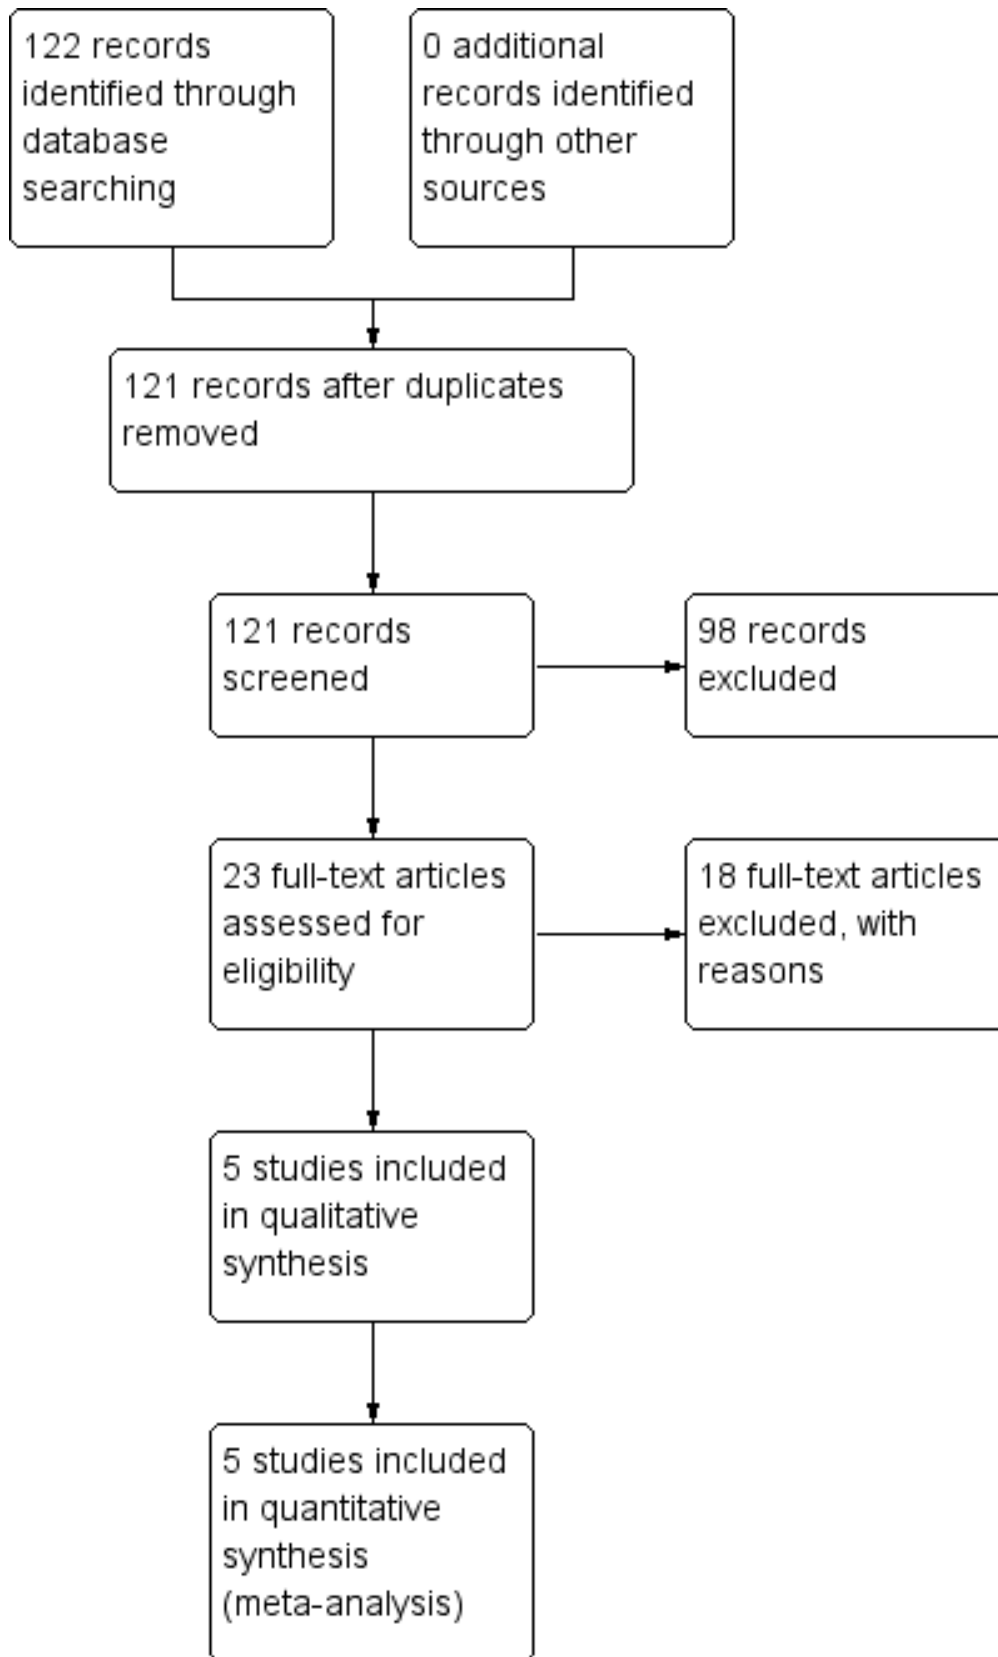 122 records
identified through
database
searching
0 additional
records identified
through other
sources
121 records after duplicates
removed
121 records
screened
98 records
excluded
23 full-text articles
assessed for
eligibility
18 full-text articles
excluded, with
reasons
5 studies included
in qualitative
synthesis
5 studies included
in quantitative
synthesis
(meta-analysis)